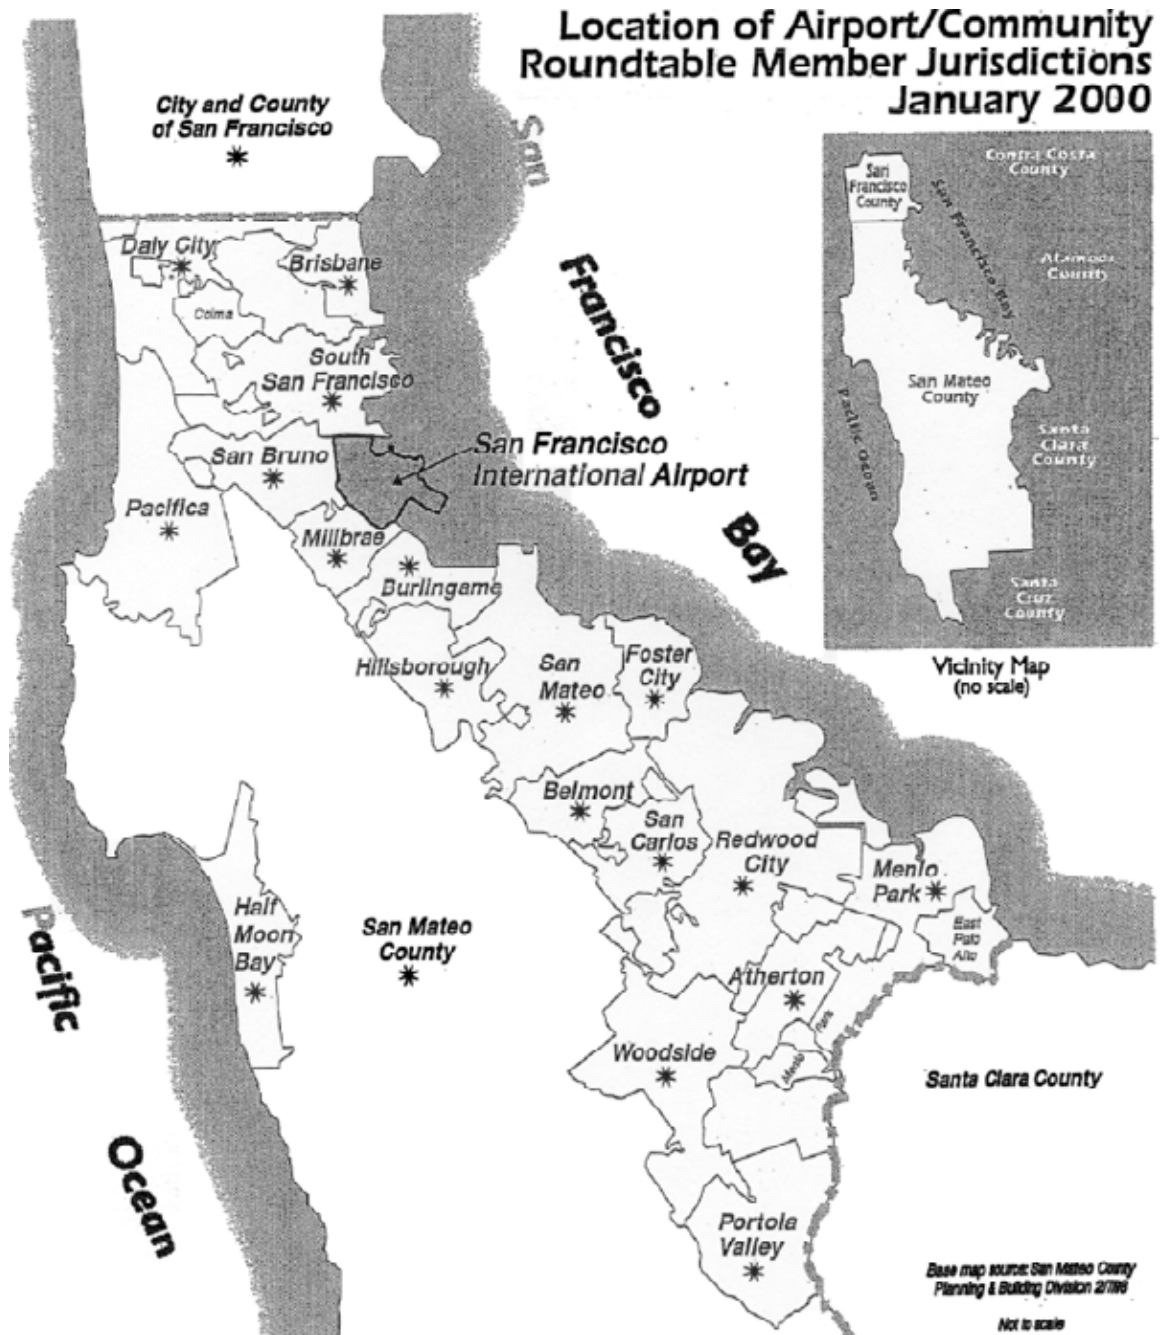 Location of Airport/Community
Roundtable Member Jurisdictions
January 2000
City and County
of San Francisco
San
Francisco
Bay
Contra Costa
County
San
Francisco
County
San Francisco Bay
Alameda
County
San Mateo
County
Pacific Ocean
Santa
Clara
County
Santa
Cruz
County
Vicinity Map
(no scale)
Daly City
Brisbane
Colma
South
San Francisco
San Francisco
International Airport
San Bruno
Pacifica
Millbrae
Burlingame
Hillsborough
San
Mateo
Foster
City
Belmont
San
Carlos
Redwood
City
Menlo
Park
East
Palo
Alto
Half
Moon
Bay
San Mateo
County
Atherton
Park
Menlo
Woodside
Santa Clara County
Portola
Valley
Pacific
Ocean
Base map source: San Mateo County
Planning & Building Division 2/7/98
Not to scale